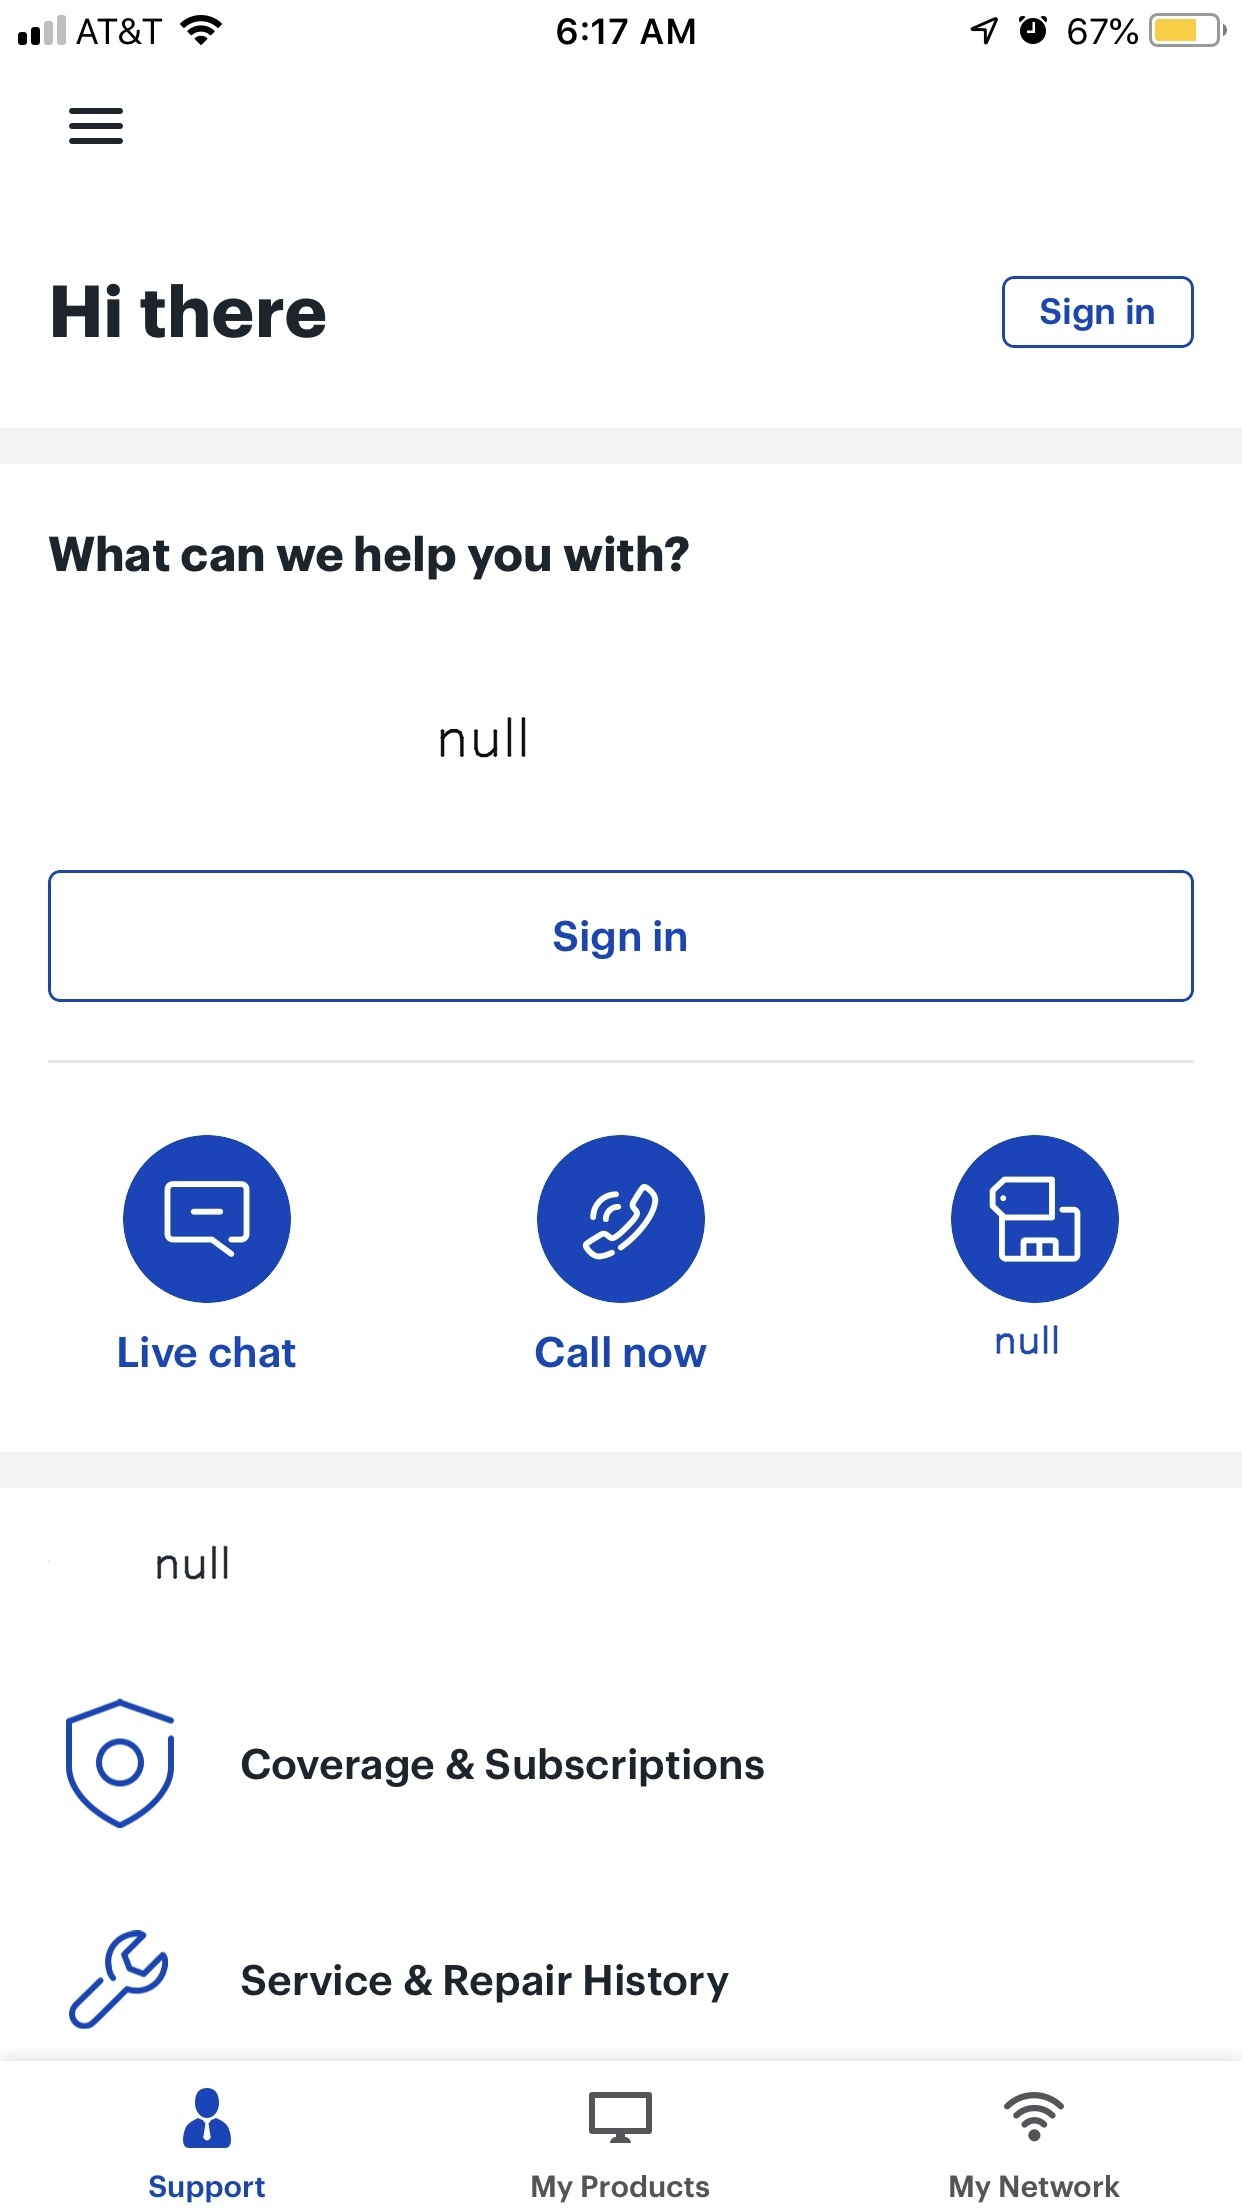 AT&T 6:17 AM 67%
Hi there
Sign in
What can we help you with?
null
Sign in
Live chat
Call now
null
null
Coverage & Subscriptions
Service & Repair History
Support
My Products
My Network